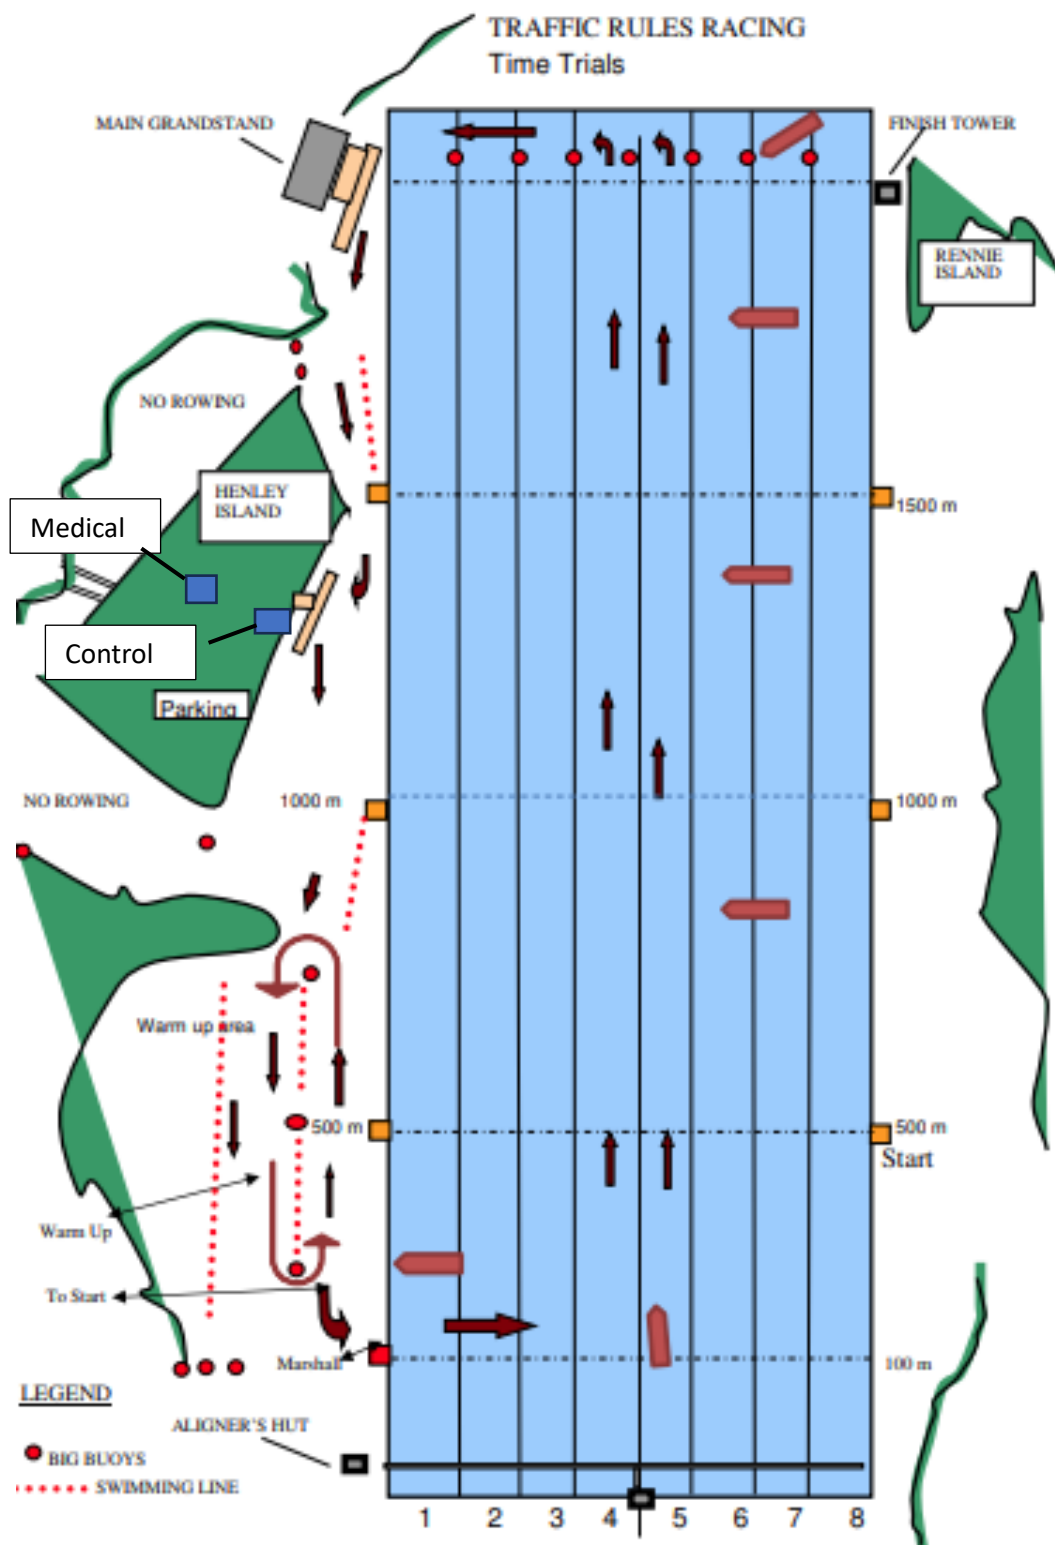 TRAFFIC RULES RACING
Time Trials
MAIN GRANDSTAND
FINISH TOWER
RENNIE
ISLAND
NO ROWING
HENLEY
ISLAND
1500 m
Medical
Control
Parking
NO ROWING
1000 m
1000 m
Warm up area
500 m
500 m
Start
Warm Up
To Start
Marshall
100 m
LEGEND
ALIGNER'S HUT
BIG BUOYS
SWIMMING LINE
1 2 3 4 5 6 7 8